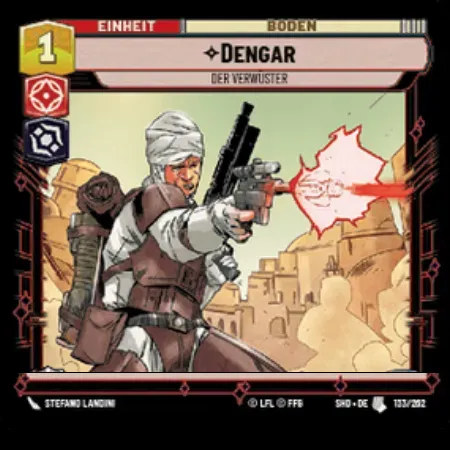 EINHEIT BODEN
1
DENGAR
DER VERWÜSTER
STEFANO LANDINI © LFL © FFG SHD • DE 133/262